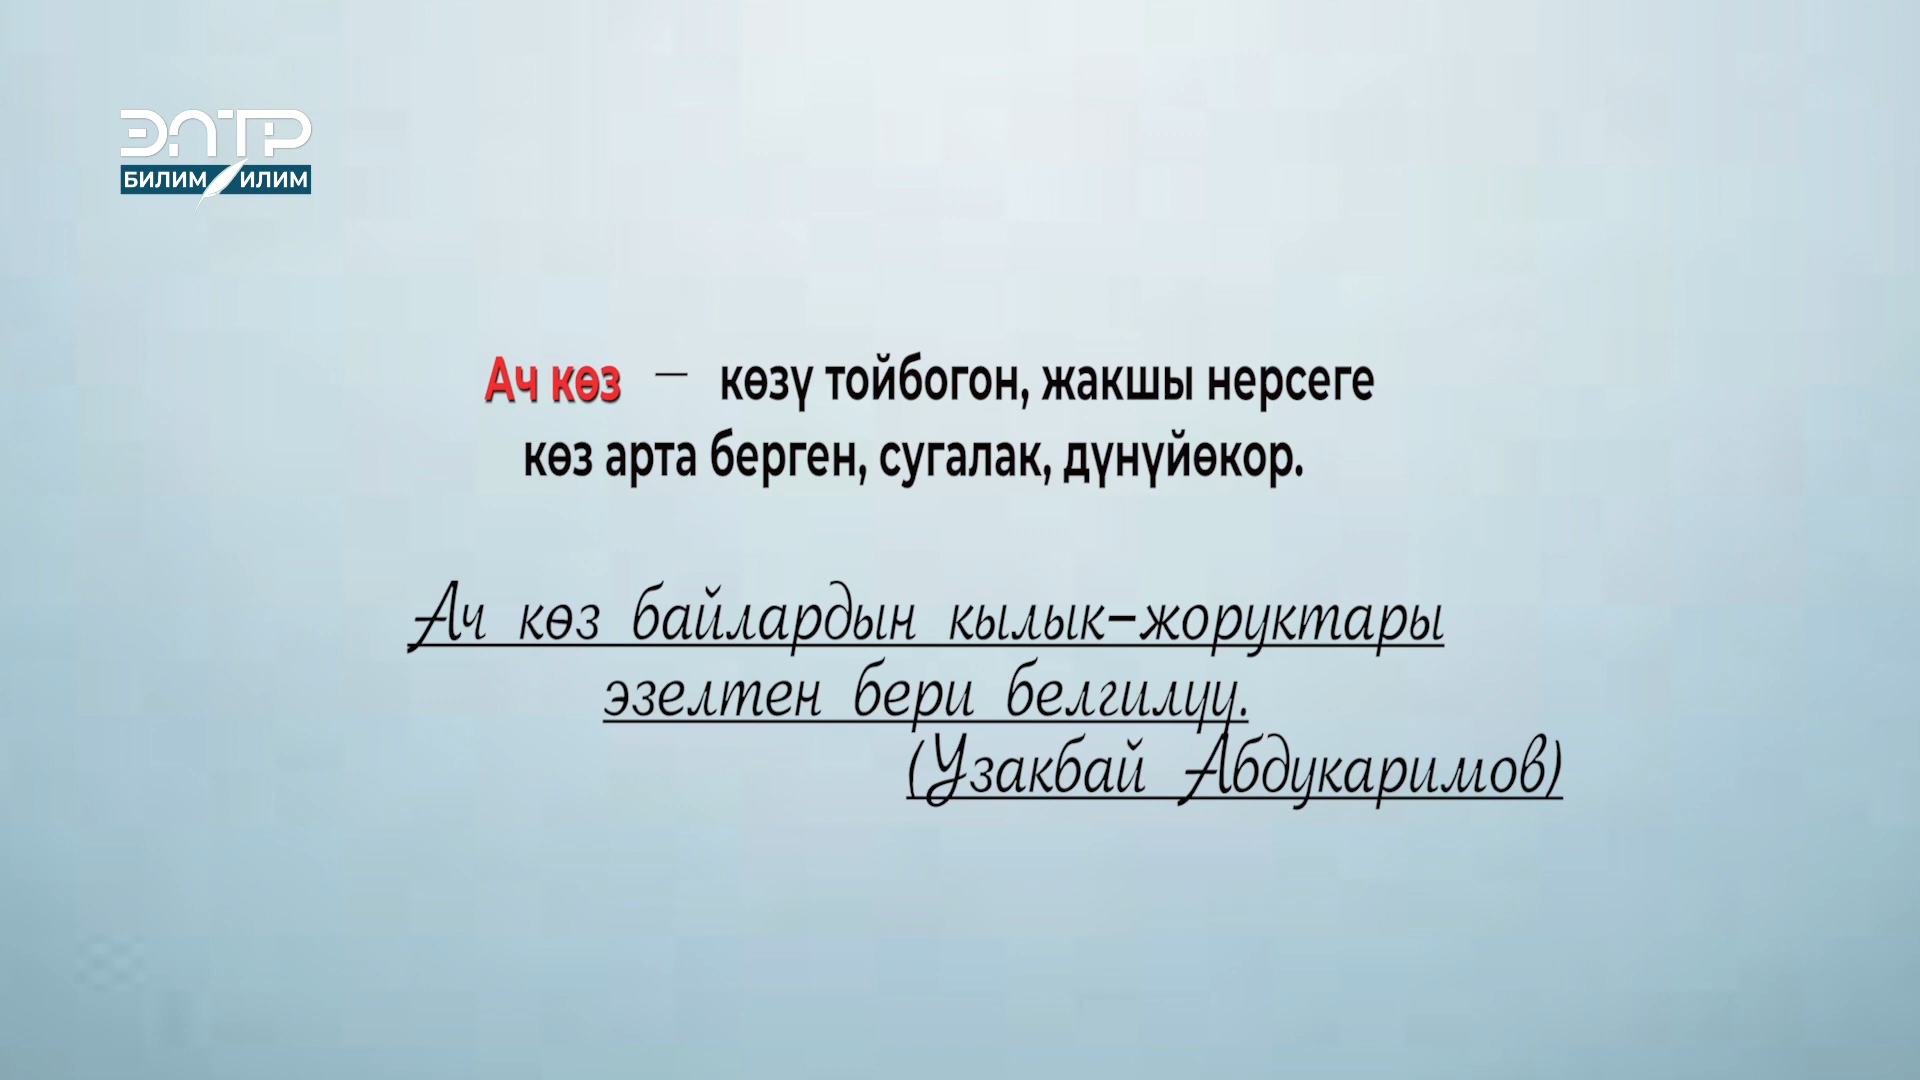 ЭЛТР
БИЛИМ ИЛИМ
Ач көз – көзү тойбогон, жакшы нерсеге
көз арта берген, сугалак, дүнүйөкор.
Ач көз байлардын кылык-жоруктары
эзелтен бери белгилүү.
(Узакбай Абдукаримов)